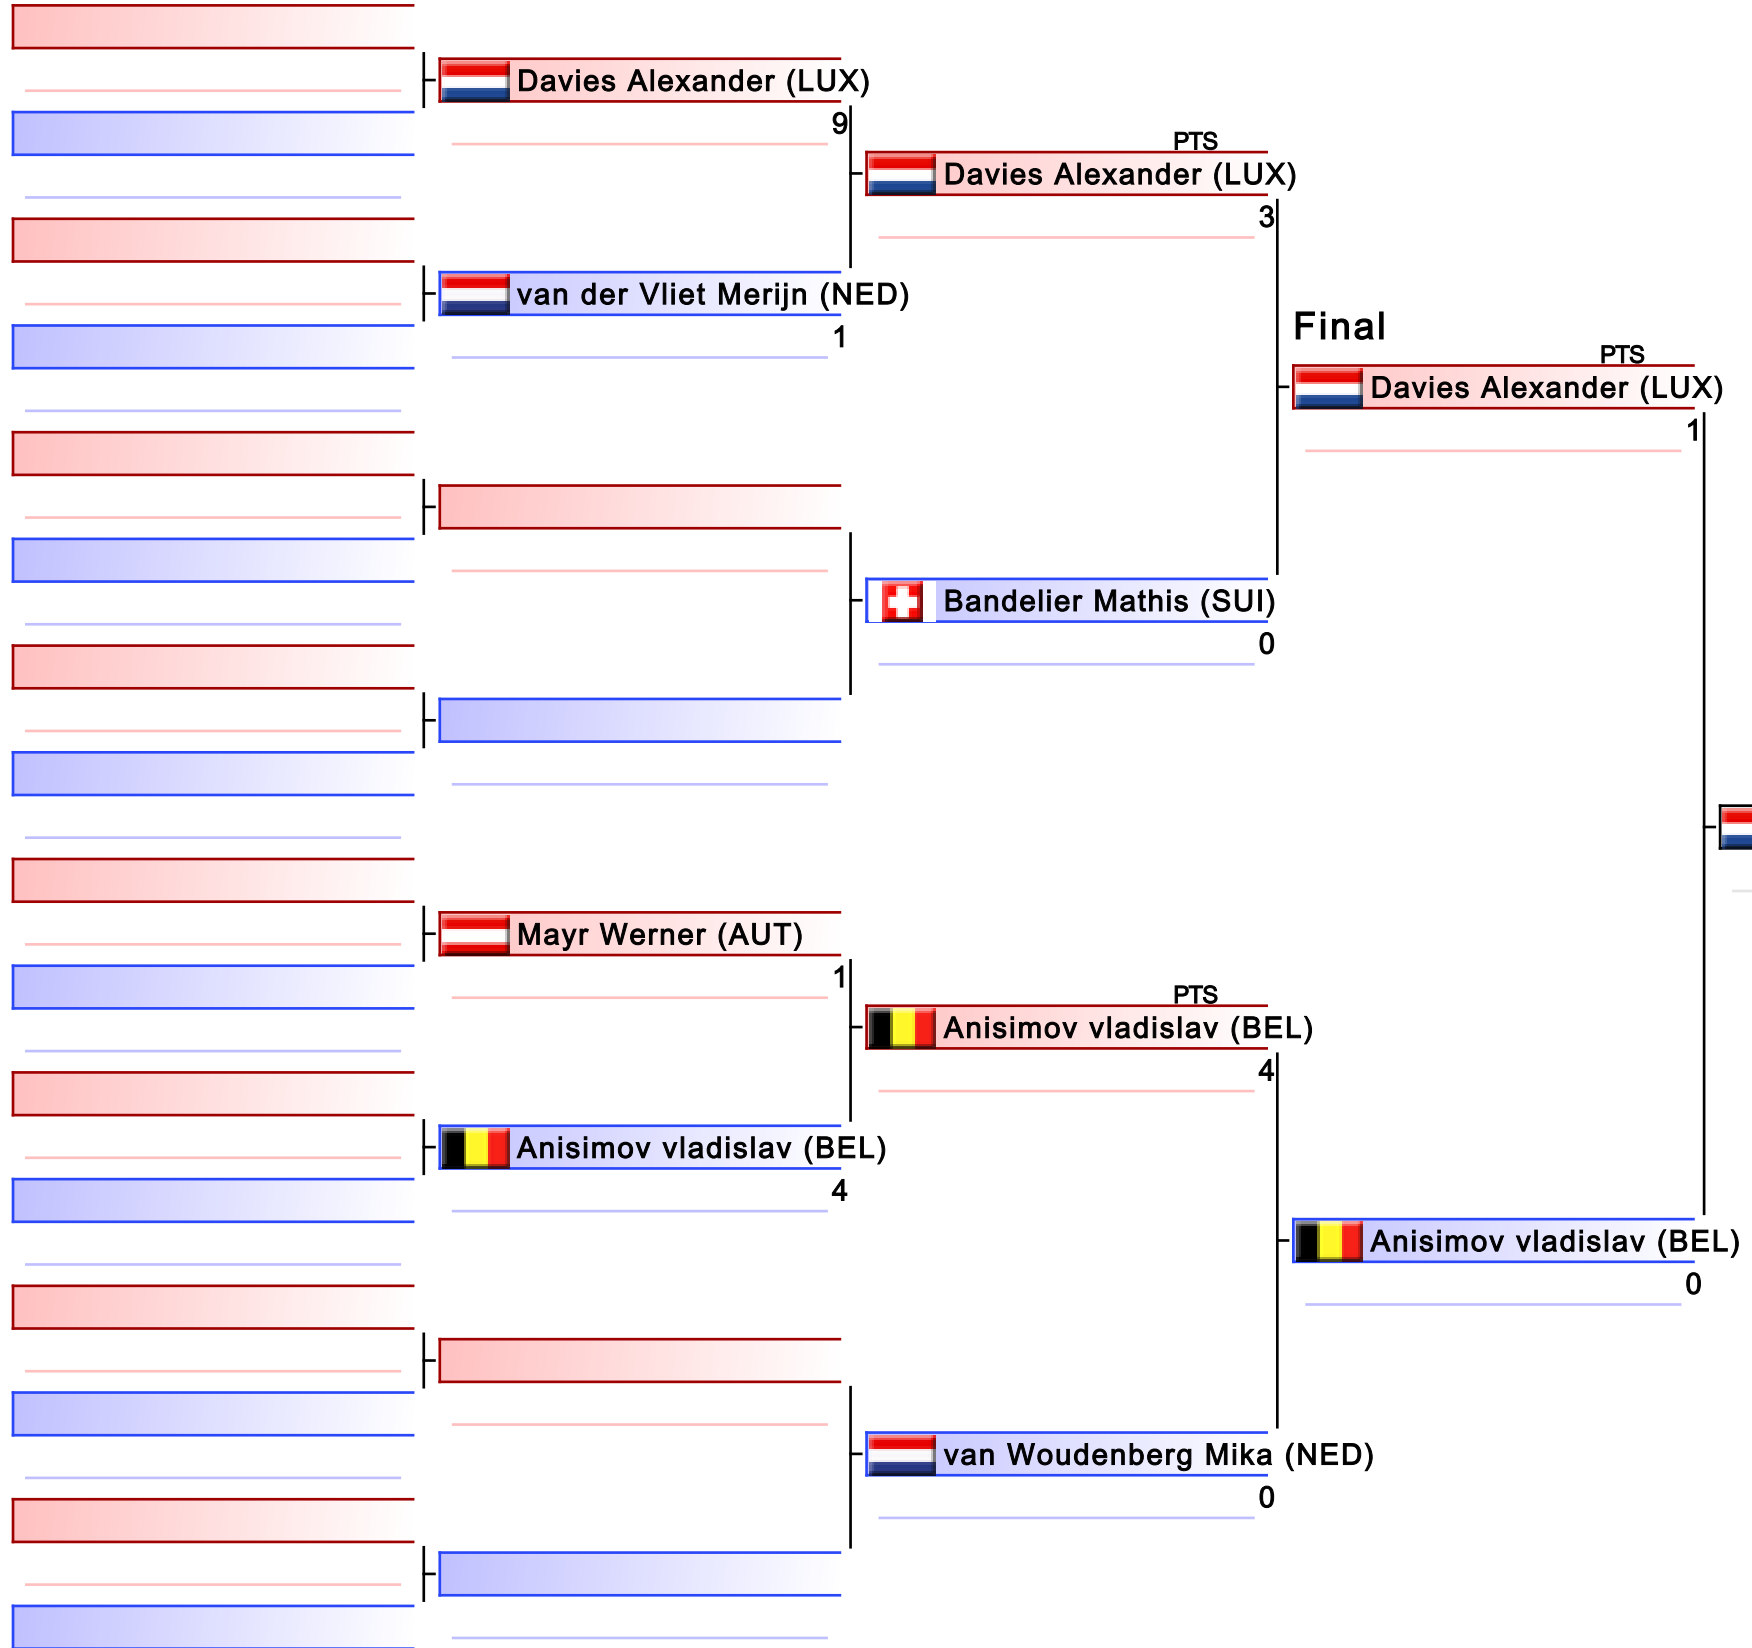 Davies Alexander (LUX)
9
PTS
Davies Alexander (LUX)
3
van der Vliet Merijn (NED)
1
Final
PTS
Davies Alexander (LUX)
1
Bandelier Mathis (SUI)
0
Mayr Werner (AUT)
1
PTS
Anisimov vladislav (BEL)
4
Anisimov vladislav (BEL)
4
Anisimov vladislav (BEL)
0
van Woudenberg Mika (NED)
0